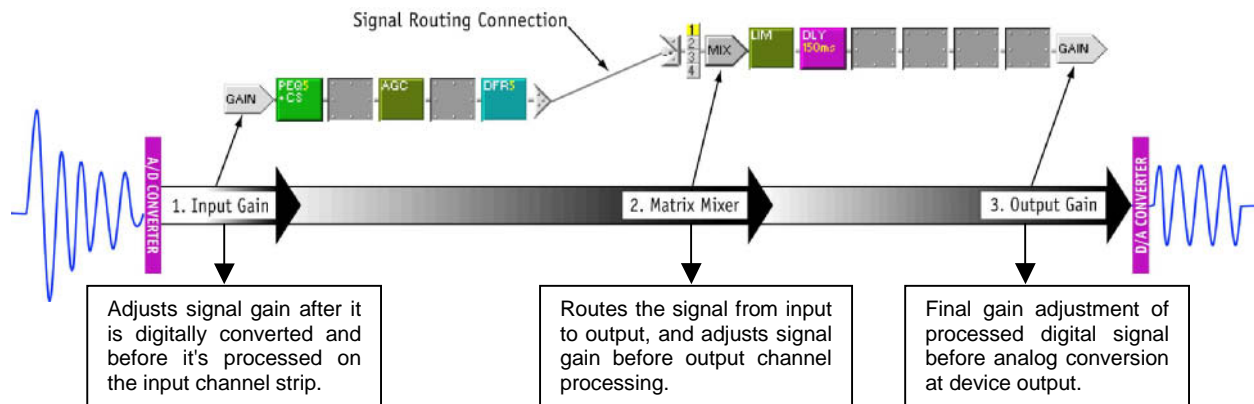 Signal Routing Connection
GAIN
PEQ5
+CS
AGC
DFR5
1
2
3
4
MIX
LIM
DLY
150ms
GAIN
A/D CONVERTER
1. Input Gain
2. Matrix Mixer
3. Output Gain
D/A CONVERTER
Adjusts signal gain after it
is digitally converted and
before it's processed on
the input channel strip.
Routes the signal from input
to output, and adjusts signal
gain before output channel
processing.
Final gain adjustment of
processed digital signal
before analog conversion
at device output.